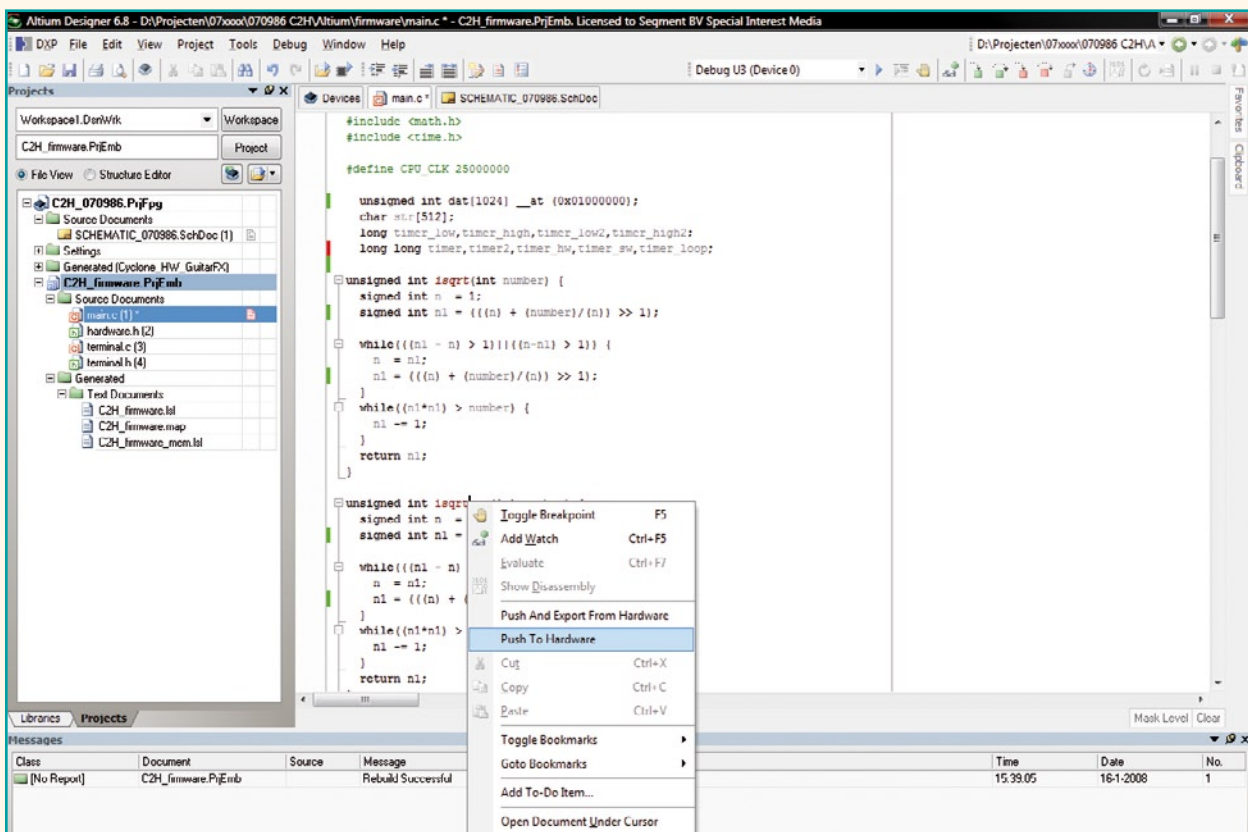 Altium Designer 6.8 - D:\Projecten\07xxxx\070986 C2H\Altium\firmware\main.c * - C2H_firmware.PrjEmb. Licensed to Seqment BV Special Interest Media
DXP File Edit View Project Tools Debug Window Help D:\Projecten\07xxxx\070986 C2H\A
Debug U3 (Device 0)
Projects
Devices main.c * SCHEMATIC_070986.SchDoc
Favorites
Clipboard
Workspace1.DsnWrk Workspace
C2H_firmware.PrjEmb Project
File View Structure Editor
C2H_070986.PrjFpg
Source Documents
SCHEMATIC_070986.SchDoc (1)
Settings
Generated (Cyclone_HW_GuitarFX)
C2H_firmware.PrjEmb
Source Documents
main.c (1) *
hardware.h (2)
terminal.c (3)
terminal.h (4)
Generated
Text Documents
C2H_firmware.lsl
C2H_firmware.map
C2H_firmware_mem.lsl
#include <math.h>
#include <time.h>
#define CPU_CLK 25000000
unsigned int dat[1024] __at (0x01000000);
char str[512];
long timer_low,timer_high,timer_low2,timer_high2;
long long timer,timer2,timer_hw,timer_sw,timer_loop;
unsigned int isqrt(int number) {
signed int n = 1;
signed int n1 = (((n) + (number)/(n)) >> 1);
while(((n1 - n) > 1)||((n-n1) > 1)) {
n = n1;
n1 = (((n) + (number)/(n)) >> 1);
}
while((n1*n1) > number) {
n1 -= 1;
}
return n1;
}
unsigned int isqrt
signed int n =
signed int n1 =
while(((n1 - n)
n = n1;
n1 = (((n) + (
}
while((n1*n1) >
n1 -= 1;
}
return n1;
Toggle Breakpoint F5
Add Watch Ctrl+F5
Evaluate Ctrl+F7
Show Disassembly
Push And Export From Hardware
Push To Hardware
Cut Ctrl+X
Copy Ctrl+C
Paste Ctrl+V
Toggle Bookmarks
Goto Bookmarks
Add To-Do Item...
Open Document Under Cursor
Libraries Projects
Mask Level Clear
Messages
Class Document Source Message Time Date No.
[No Report] C2H_firmware.PrjEmb Rebuild Successful 15:39:05 16-1-2008 1